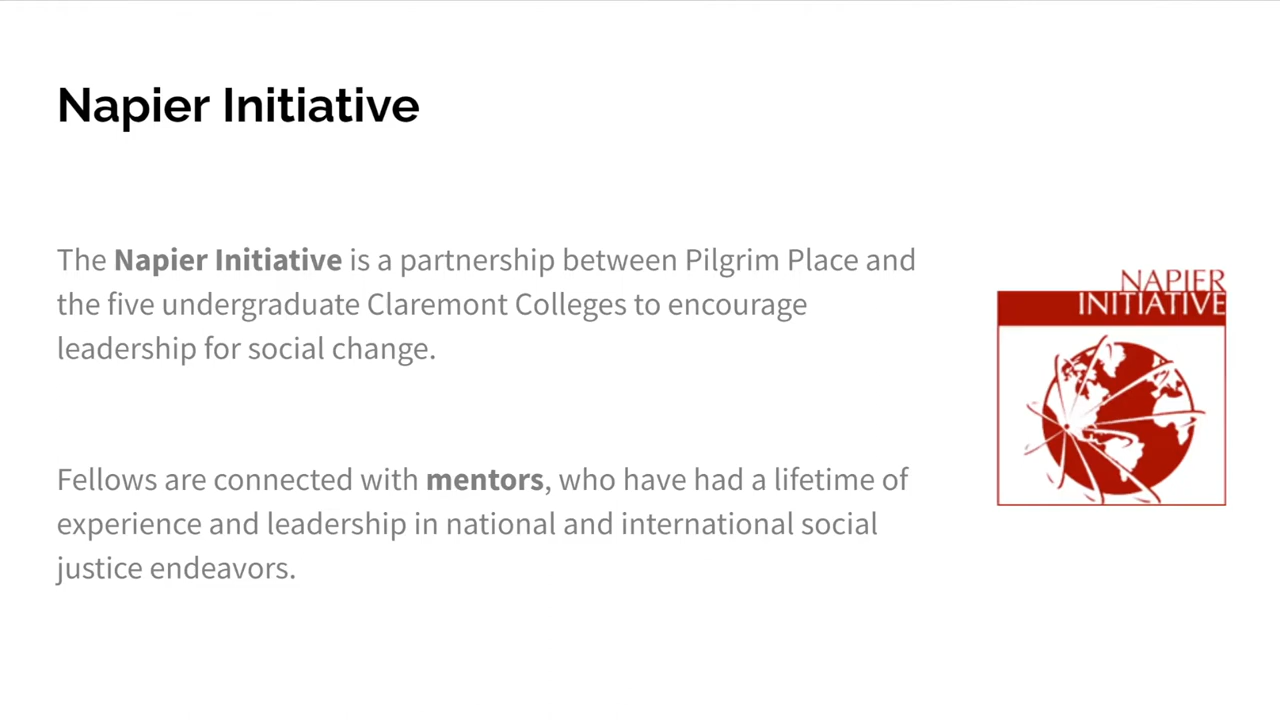 Napier Initiative
The Napier Initiative is a partnership between Pilgrim Place and
the five undergraduate Claremont Colleges to encourage
leadership for social change.
Fellows are connected with mentors, who have had a lifetime of
experience and leadership in national and international social
justice endeavors.
NAPIER
INITIATIVE